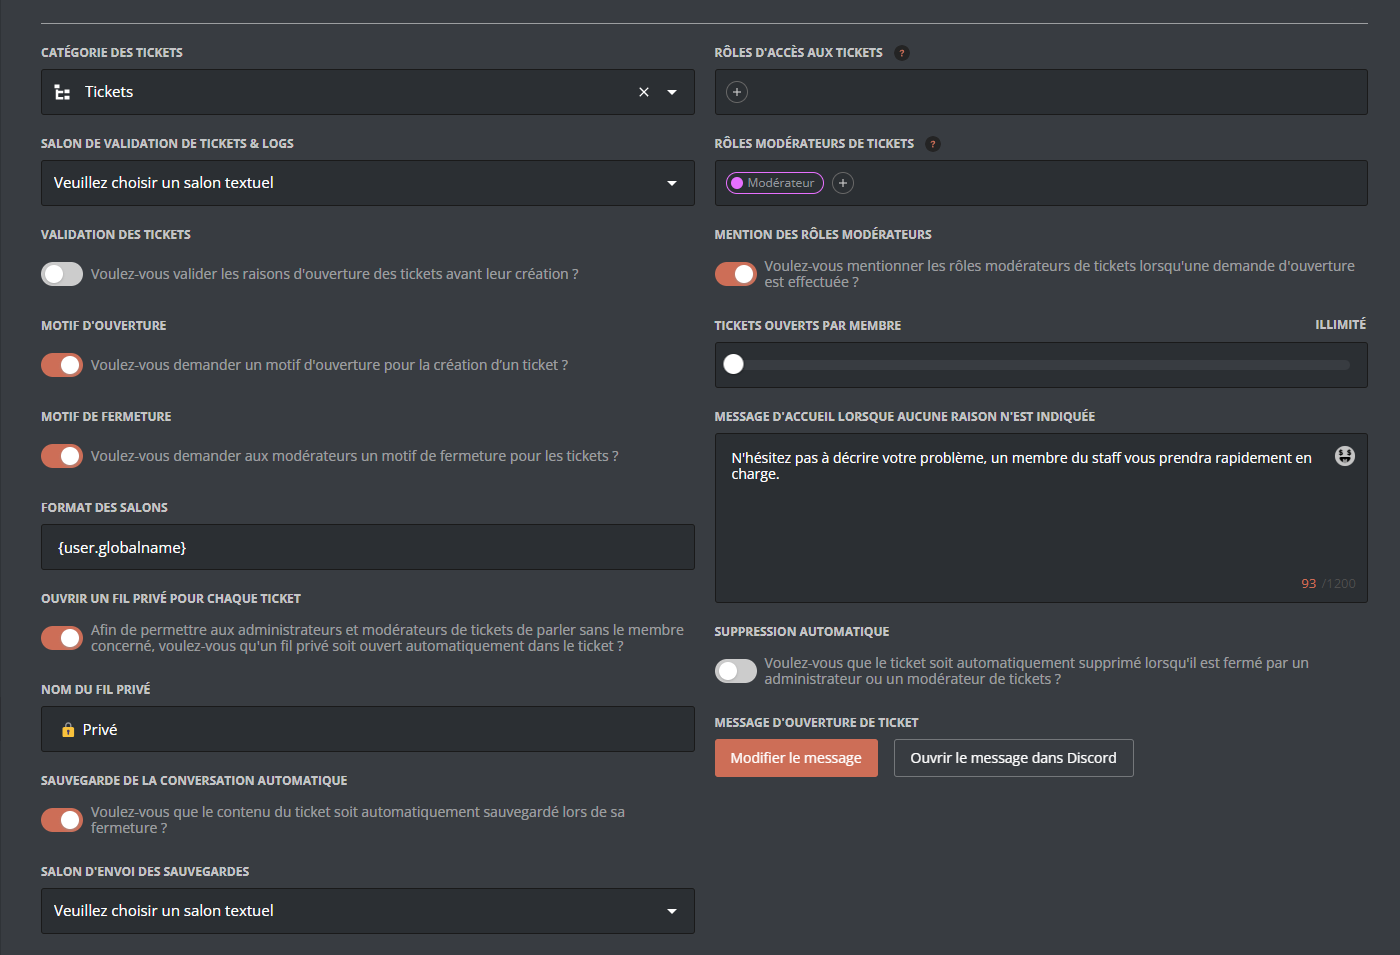 CATÉGORIE DES TICKETS
Tickets
SALON DE VALIDATION DE TICKETS & LOGS
Veuillez choisir un salon textuel
VALIDATION DES TICKETS
Voulez-vous valider les raisons d'ouverture des tickets avant leur création ?
MOTIF D'OUVERTURE
Voulez-vous demander un motif d'ouverture pour la création d'un ticket ?
MOTIF DE FERMETURE
Voulez-vous demander aux modérateurs un motif de fermeture pour les tickets ?
FORMAT DES SALONS
{user.globalname}
OUVRIR UN FIL PRIVÉ POUR CHAQUE TICKET
Afin de permettre aux administrateurs et modérateurs de tickets de parler sans le membre
concerné, voulez-vous qu'un fil privé soit ouvert automatiquement dans le ticket ?
NOM DU FIL PRIVÉ
🔒 Privé
SAUVEGARDE DE LA CONVERSATION AUTOMATIQUE
Voulez-vous que le contenu du ticket soit automatiquement sauvegardé lors de sa
fermeture ?
SALON D'ENVOI DES SAUVEGARDES
Veuillez choisir un salon textuel
RÔLES D'ACCÈS AUX TICKETS ?
RÔLES MODÉRATEURS DE TICKETS ?
Modérateur
MENTION DES RÔLES MODÉRATEURS
Voulez-vous mentionner les rôles modérateurs de tickets lorsqu'une demande d'ouverture
est effectuée ?
TICKETS OUVERTS PAR MEMBRE
ILLIMITÉ
MESSAGE D'ACCUEIL LORSQUE AUCUNE RAISON N'EST INDIQUÉE
N'hésitez pas à décrire votre problème, un membre du staff vous prendra rapidement en
charge.
93 /1200
SUPPRESSION AUTOMATIQUE
Voulez-vous que le ticket soit automatiquement supprimé lorsqu'il est fermé par un
administrateur ou un modérateur de tickets ?
MESSAGE D'OUVERTURE DE TICKET
Modifier le message
Ouvrir le message dans Discord